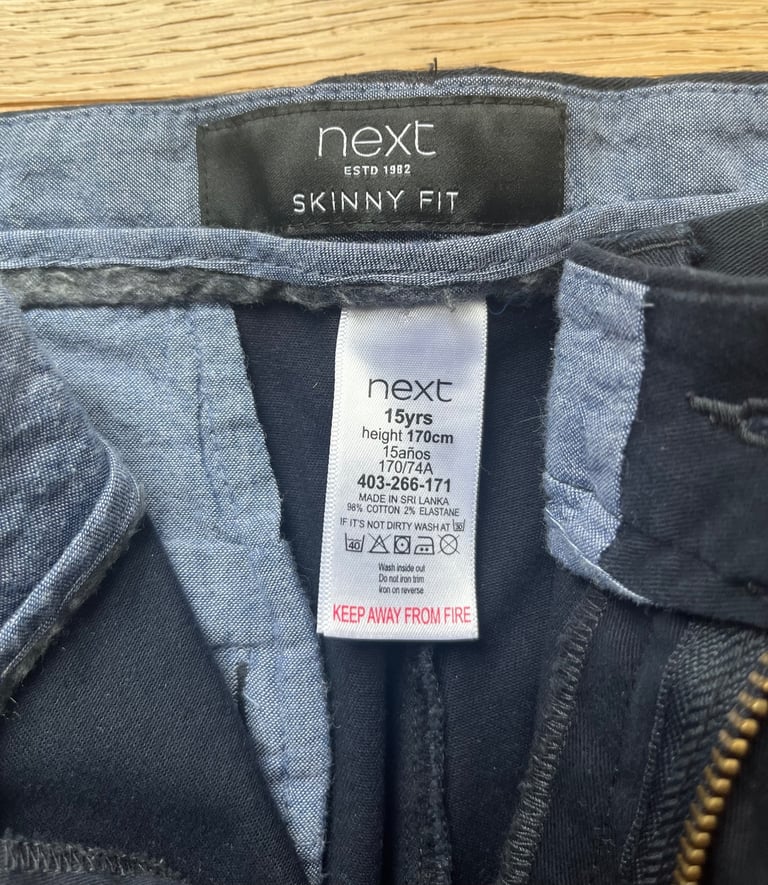 next
ESTD 1982
SKINNY FIT
next
15yrs
height 170cm
15años
170/74A
403-266-171
MADE IN SRI LANKA
98% COTTON 2% ELASTANE
IF IT'S NOT DIRTY WASH AT 30
40
Wash inside out
Do not iron trim
Iron on reverse
KEEP AWAY FROM FIRE